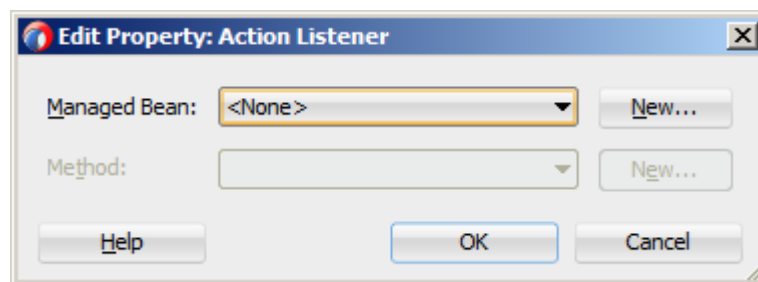 Edit Property: Action Listener
Managed Bean: <None> New...
Method: New...
Help OK Cancel